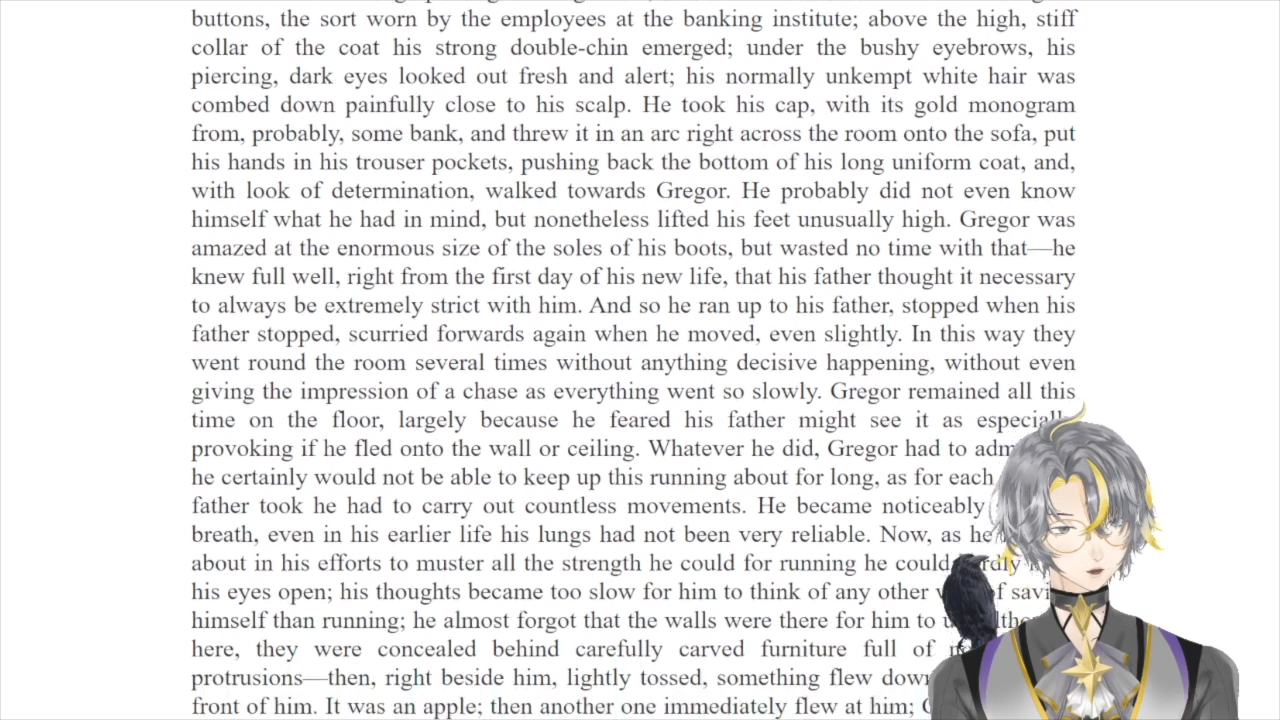 buttons, the sort worn by the employees at the banking institute; above the high, stiff
collar of the coat his strong double-chin emerged; under the bushy eyebrows, his
piercing, dark eyes looked out fresh and alert; his normally unkempt white hair was
combed down painfully close to his scalp. He took his cap, with its gold monogram
from, probably, some bank, and threw it in an arc right across the room onto the sofa, put
his hands in his trouser pockets, pushing back the bottom of his long uniform coat, and,
with look of determination, walked towards Gregor. He probably did not even know
himself what he had in mind, but nonetheless lifted his feet unusually high. Gregor was
amazed at the enormous size of the soles of his boots, but wasted no time with that—he
knew full well, right from the first day of his new life, that his father thought it necessary
to always be extremely strict with him. And so he ran up to his father, stopped when his
father stopped, scurried forwards again when he moved, even slightly. In this way they
went round the room several times without anything decisive happening, without even
giving the impression of a chase as everything went so slowly. Gregor remained all this
time on the floor, largely because he feared his father might see it as especially
provoking if he fled onto the wall or ceiling. Whatever he did, Gregor had to
he certainly would not be able to keep up this running about for long, as for each
father took he had to carry out countless movements. He became noticeably
breath, even in his earlier life his lungs had not been very reliable. Now, as he
about in his efforts to muster all the strength he could for running he could
his eyes open; his thoughts became too slow for him to think of any other
himself than running; he almost forgot that the walls were there for him to
here, they were concealed behind carefully carved furniture full of
protrusions—then, right beside him, lightly tossed, something flew
front of him. It was an apple; then another one immediately flew at him;